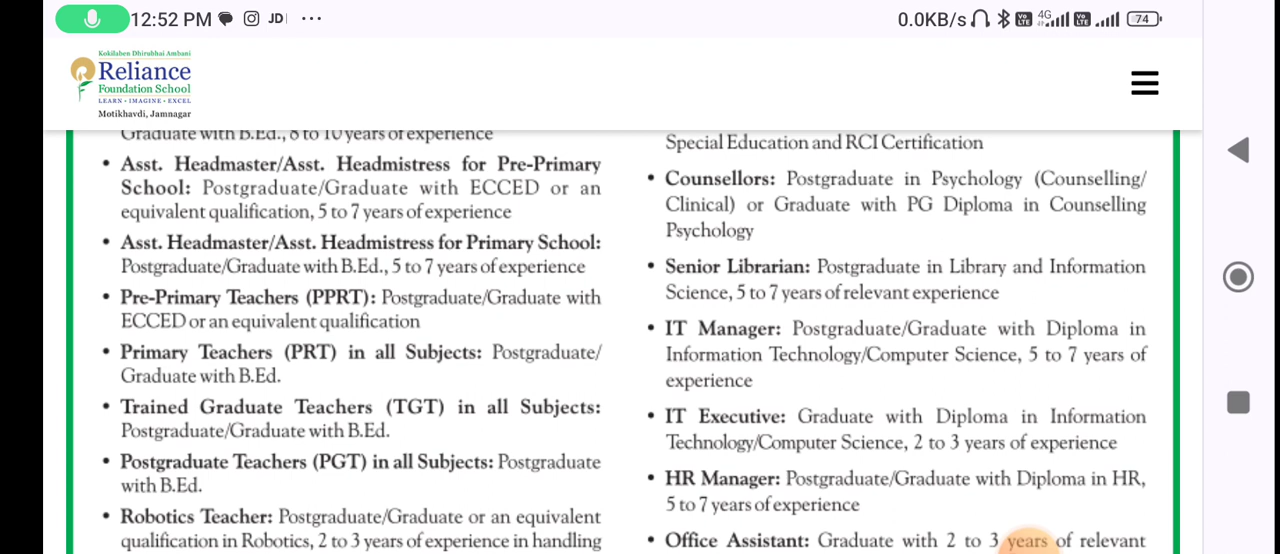 12:52 PM JD ...
0.0KB/s Vo LTE 4G Vo LTE 74
Kokilaben Dhirubhai Ambani
Reliance
Foundation School
LEARN • IMAGINE • EXCEL
Motikhavdi, Jamnagar
Graduate with B.Ed., 8 to 10 years of experience
• Asst. Headmaster/Asst. Headmistress for Pre-Primary
School: Postgraduate/Graduate with ECCED or an
equivalent qualification, 5 to 7 years of experience
• Asst. Headmaster/Asst. Headmistress for Primary School:
Postgraduate/Graduate with B.Ed., 5 to 7 years of experience
• Pre-Primary Teachers (PPRT): Postgraduate/Graduate with
ECCED or an equivalent qualification
• Primary Teachers (PRT) in all Subjects: Postgraduate/
Graduate with B.Ed.
• Trained Graduate Teachers (TGT) in all Subjects:
Postgraduate/Graduate with B.Ed.
• Postgraduate Teachers (PGT) in all Subjects: Postgraduate
with B.Ed.
• Robotics Teacher: Postgraduate/Graduate or an equivalent
qualification in Robotics, 2 to 3 years of experience in handling
Special Education and RCI Certification
• Counsellors: Postgraduate in Psychology (Counselling/
Clinical) or Graduate with PG Diploma in Counselling
Psychology
• Senior Librarian: Postgraduate in Library and Information
Science, 5 to 7 years of relevant experience
• IT Manager: Postgraduate/Graduate with Diploma in
Information Technology/Computer Science, 5 to 7 years of
experience
• IT Executive: Graduate with Diploma in Information
Technology/Computer Science, 2 to 3 years of experience
• HR Manager: Postgraduate/Graduate with Diploma in HR,
5 to 7 years of experience
• Office Assistant: Graduate with 2 to 3 years of relevant